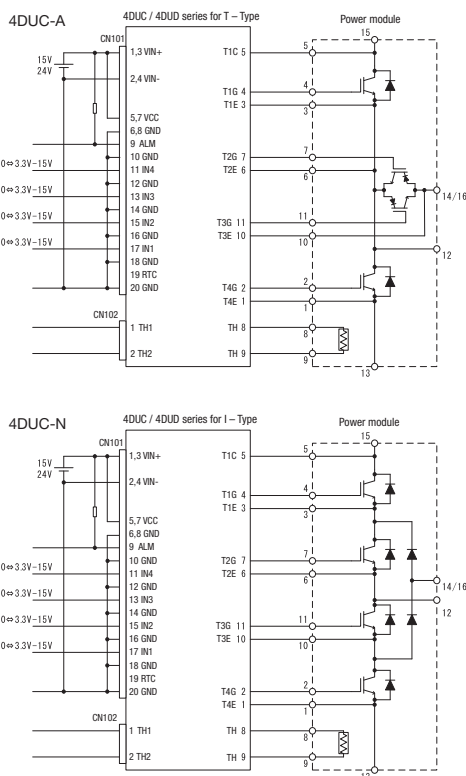 4DUC-A
4DUC / 4DUD series for T – Type
Power module
CN101
15V
24V
1,3 VIN+
2,4 VIN-
5,7 VCC
6,8 GND
9 ALM
10 GND
0⇔3.3V-15V
11 IN4
12 GND
0⇔3.3V-15V
13 IN3
14 GND
0⇔3.3V-15V
15 IN2
16 GND
0⇔3.3V-15V
17 IN1
18 GND
19 RTC
20 GND
CN102
1 TH1
2 TH2
T1C 5
T1G 4
T1E 3
T2G 7
T2E 6
T3G 11
T3E 10
T4G 2
T4E 1
TH 8
TH 9
5
4
3
7
6
11
10
2
1
8
9
15
14/16
12
13
4DUC-N
4DUC / 4DUD series for I – Type
Power module
CN101
15V
24V
1,3 VIN+
2,4 VIN-
5,7 VCC
6,8 GND
9 ALM
10 GND
0⇔3.3V-15V
11 IN4
12 GND
0⇔3.3V-15V
13 IN3
14 GND
0⇔3.3V-15V
15 IN2
16 GND
0⇔3.3V-15V
17 IN1
18 GND
19 RTC
20 GND
CN102
1 TH1
2 TH2
T1C 5
T1G 4
T1E 3
T2G 7
T2E 6
T3G 11
T3E 10
T4G 2
T4E 1
TH 8
TH 9
5
4
3
7
6
11
10
2
1
8
9
15
14/16
12
13